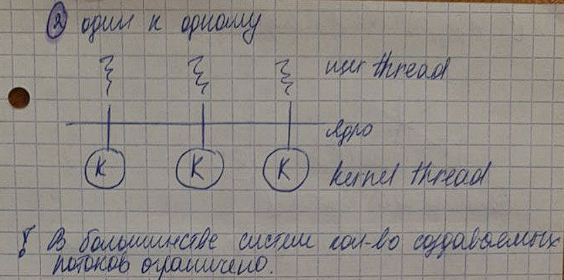 2 один к одному
user thread
ядро
К К К
kernel thread
! В большинстве систем кол-во создаваемых
потоков ограничено.